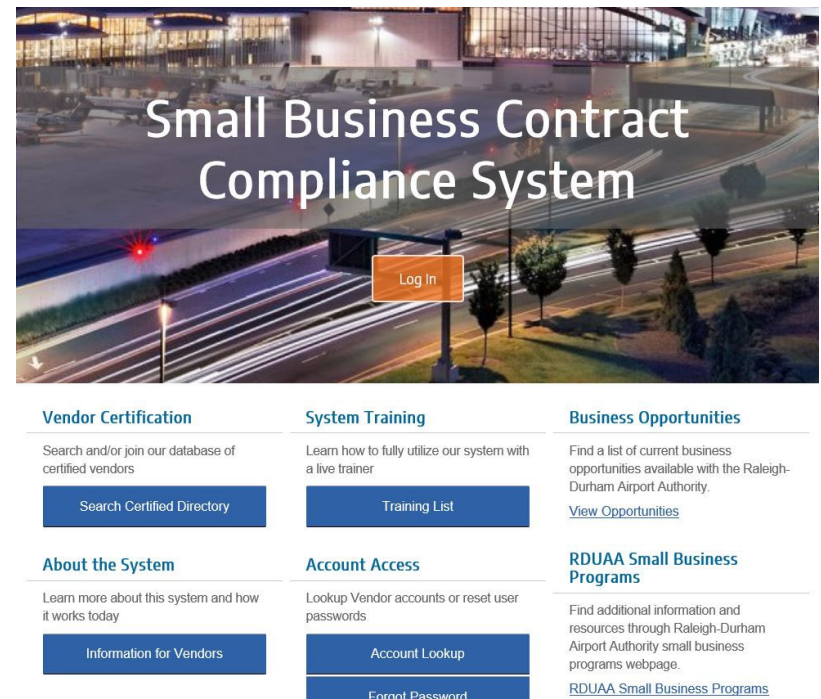 Small Business Contract
Compliance System
Log In
Vendor Certification
Search and/or join our database of
certified vendors
Search Certified Directory
About the System
Learn more about this system and how
it works today
Information for Vendors
System Training
Learn how to fully utilize our system with
a live trainer
Training List
Account Access
Lookup Vendor accounts or reset user
passwords
Account Lookup
Forgot Password
Business Opportunities
Find a list of current business
opportunities available with the Raleigh-
Durham Airport Authority.
View Opportunities
RDUAA Small Business
Programs
Find additional information and
resources through Raleigh-Durham
Airport Authority small business
programs webpage.
RDUAA Small Business Programs